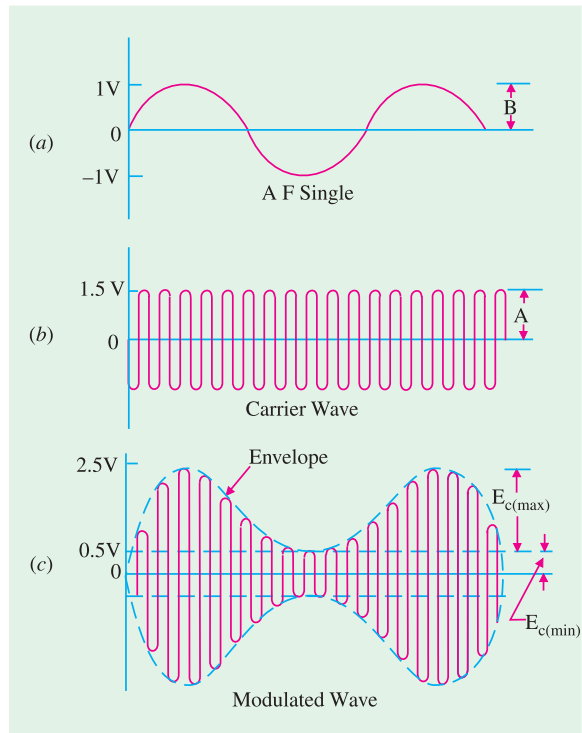 1V
B
(a)
0
–1V
A F Single
1.5 V
A
(b)
0
Carrier Wave
2.5V
Envelope
Ec(max)
0.5V
(c)
0
Ec(min)
Modulated Wave